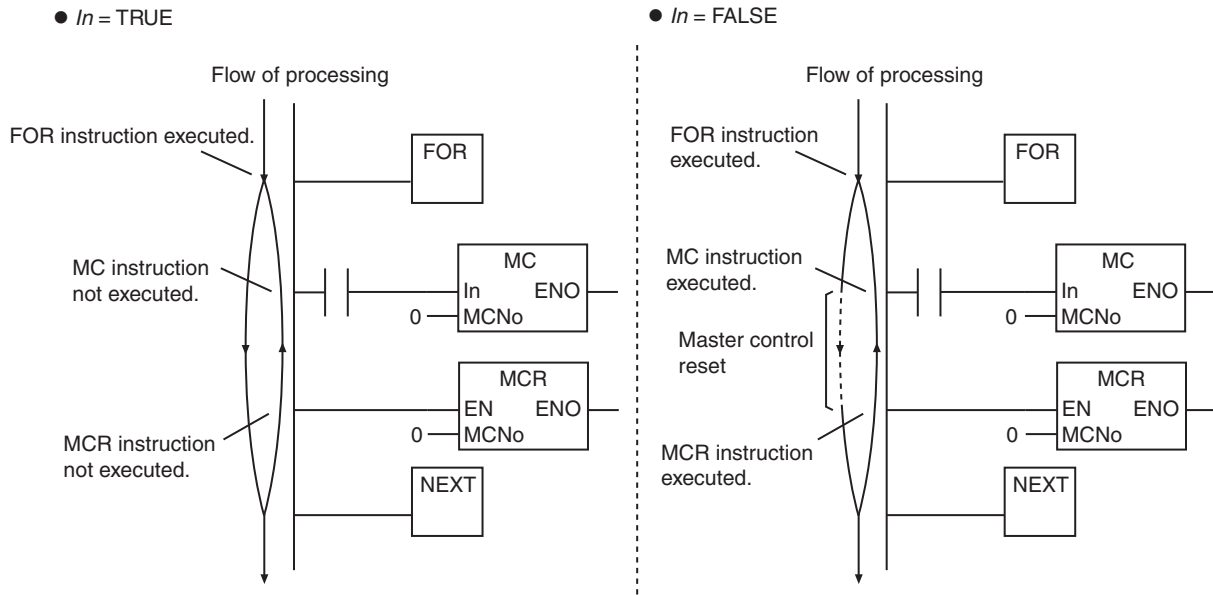 ● In = TRUE
Flow of processing
FOR instruction executed.
FOR
MC instruction
not executed.
MC
In ENO
0 MCNo
MCR
EN ENO
0 MCNo
MCR instruction
not executed.
NEXT
● In = FALSE
Flow of processing
FOR instruction
executed.
FOR
MC instruction
executed.
MC
In ENO
0 MCNo
Master control
reset
MCR
EN ENO
0 MCNo
MCR instruction
executed.
NEXT